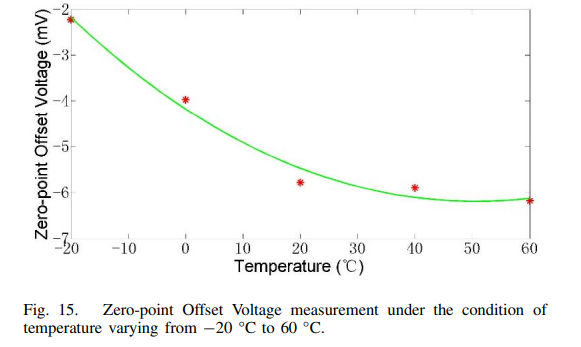 Zero-point Offset Voltage (mV)
-2
-3
-4
-5
-6
-7
-20 -10 0 10 20 30 40 50 60
Temperature (℃)
Fig. 15. Zero-point Offset Voltage measurement under the condition of
temperature varying from −20 °C to 60 °C.